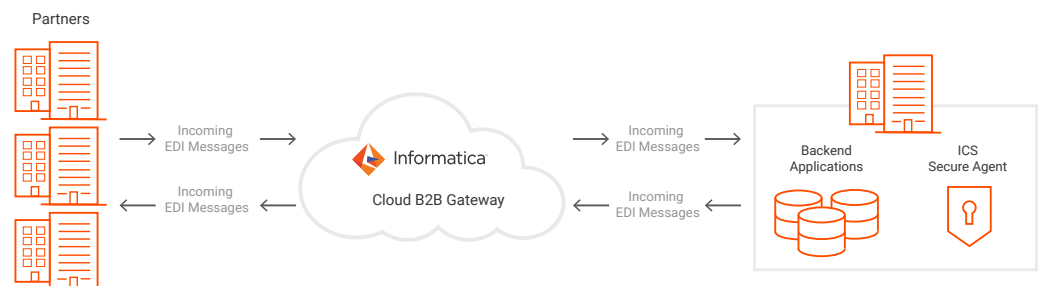 Partners
Incoming
EDI Messages
Incoming
EDI Messages
Informatica
Cloud B2B Gateway
Incoming
EDI Messages
Incoming
EDI Messages
Backend
Applications
ICS
Secure Agent